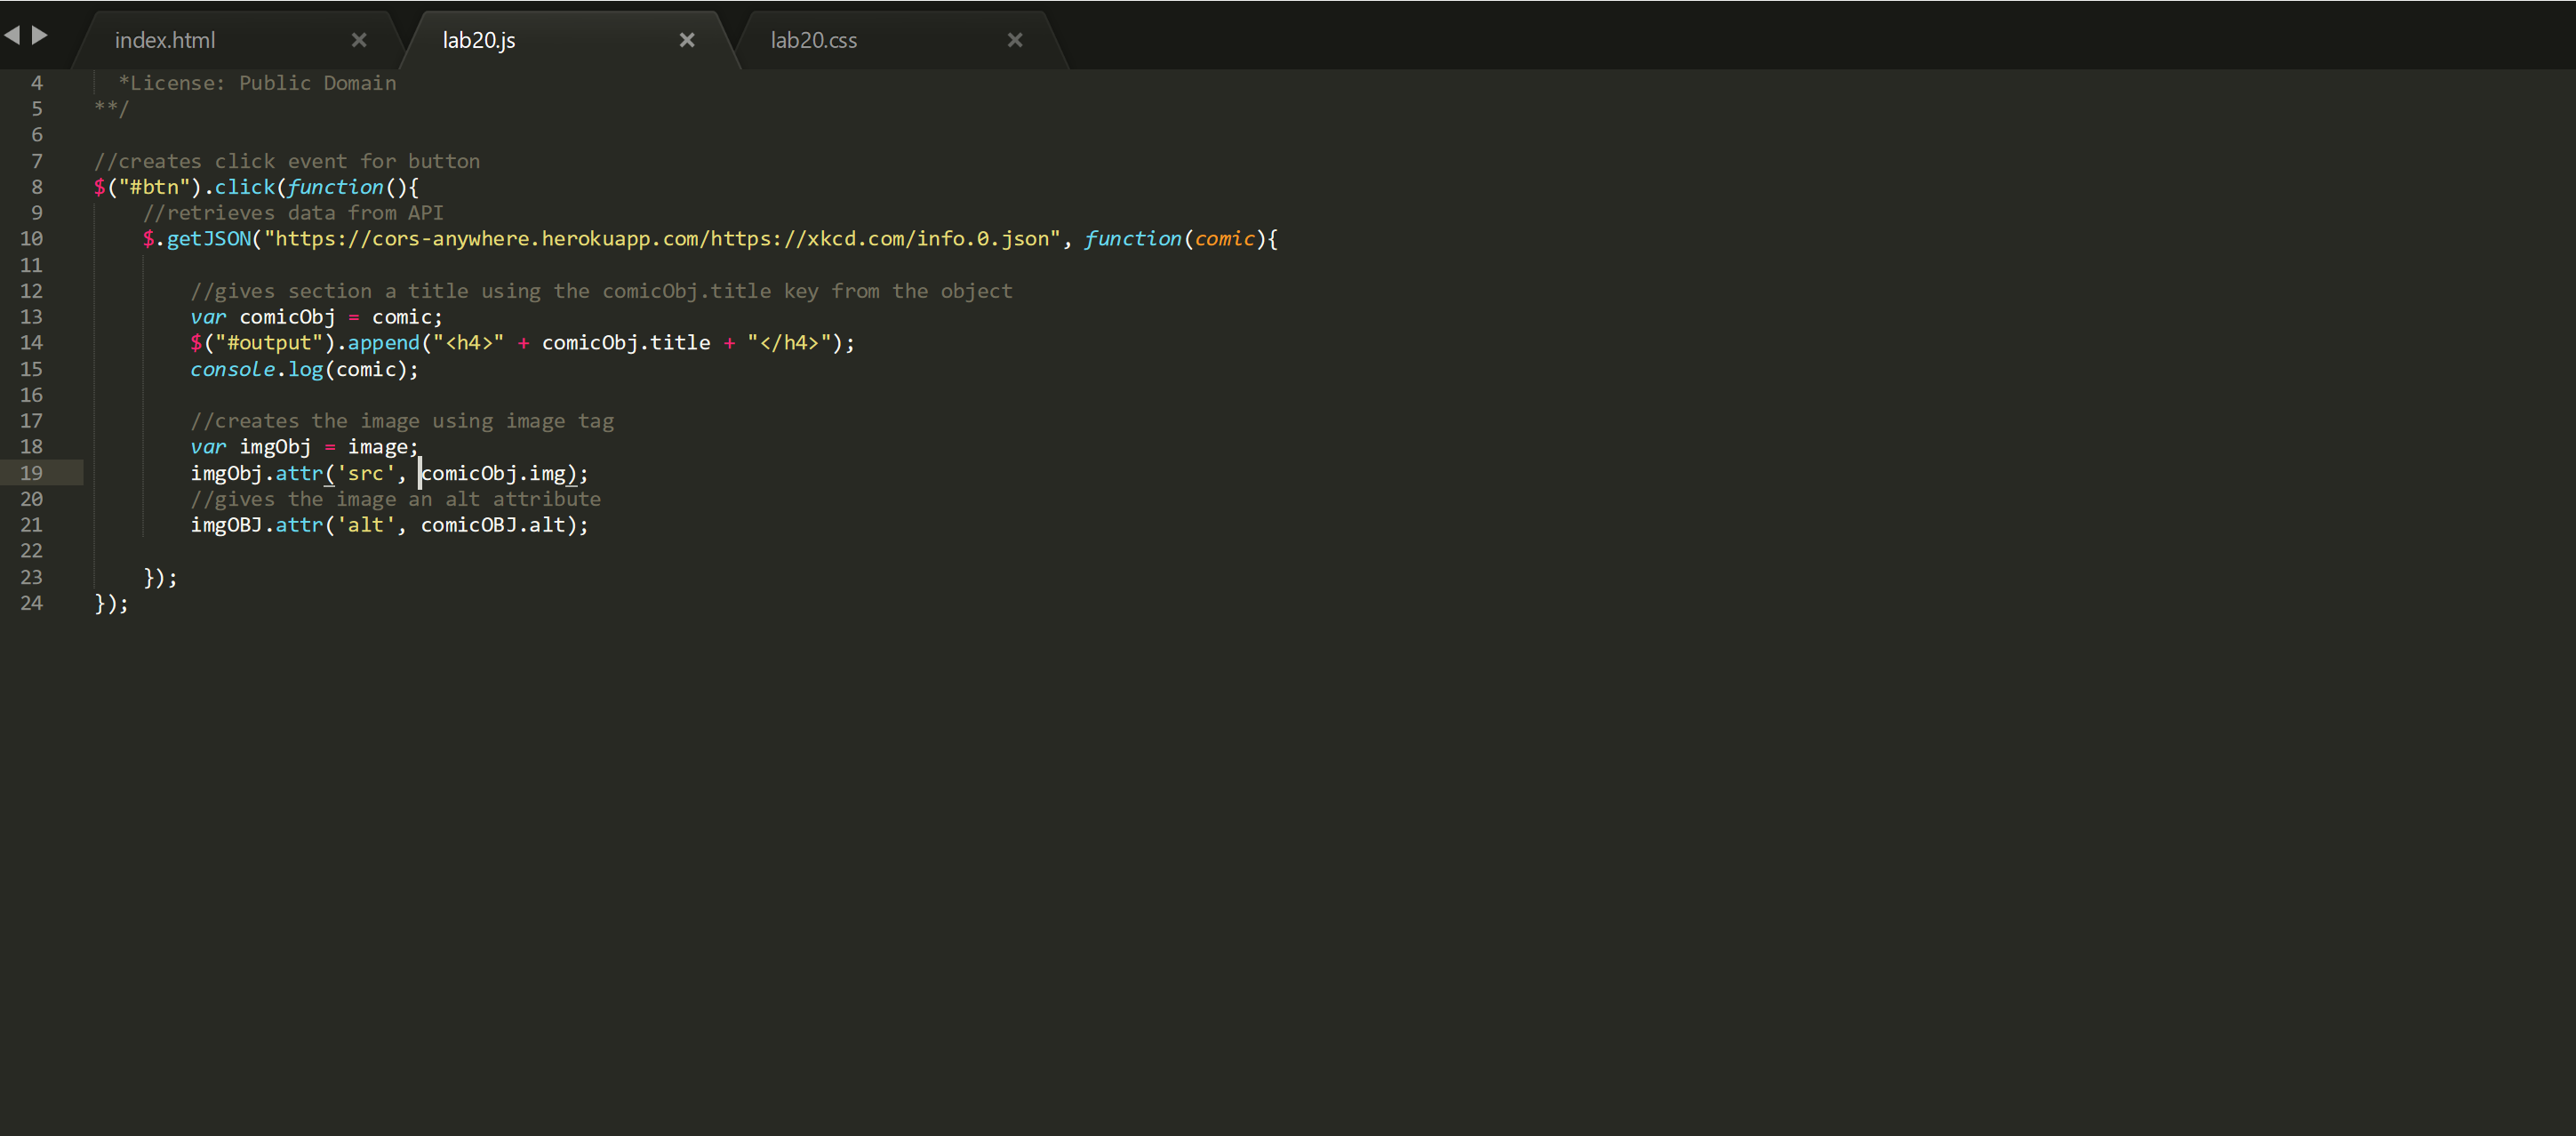 index.html
lab20.js
lab20.css
4 *License: Public Domain
5 **/
6
7 //creates click event for button
8 $("#btn").click(function(){
9 //retrieves data from API
10 $.getJSON("https://cors-anywhere.herokuapp.com/https://xkcd.com/info.0.json", function(comic){
11
12 //gives section a title using the comicObj.title key from the object
13 var comicObj = comic;
14 $("#output").append("<h4>" + comicObj.title + "</h4>");
15 console.log(comic);
16
17 //creates the image using image tag
18 var imgObj = image;
19 imgObj.attr('src', comicObj.img);
20 //gives the image an alt attribute
21 imgOBJ.attr('alt', comicOBJ.alt);
22
23 });
24 });